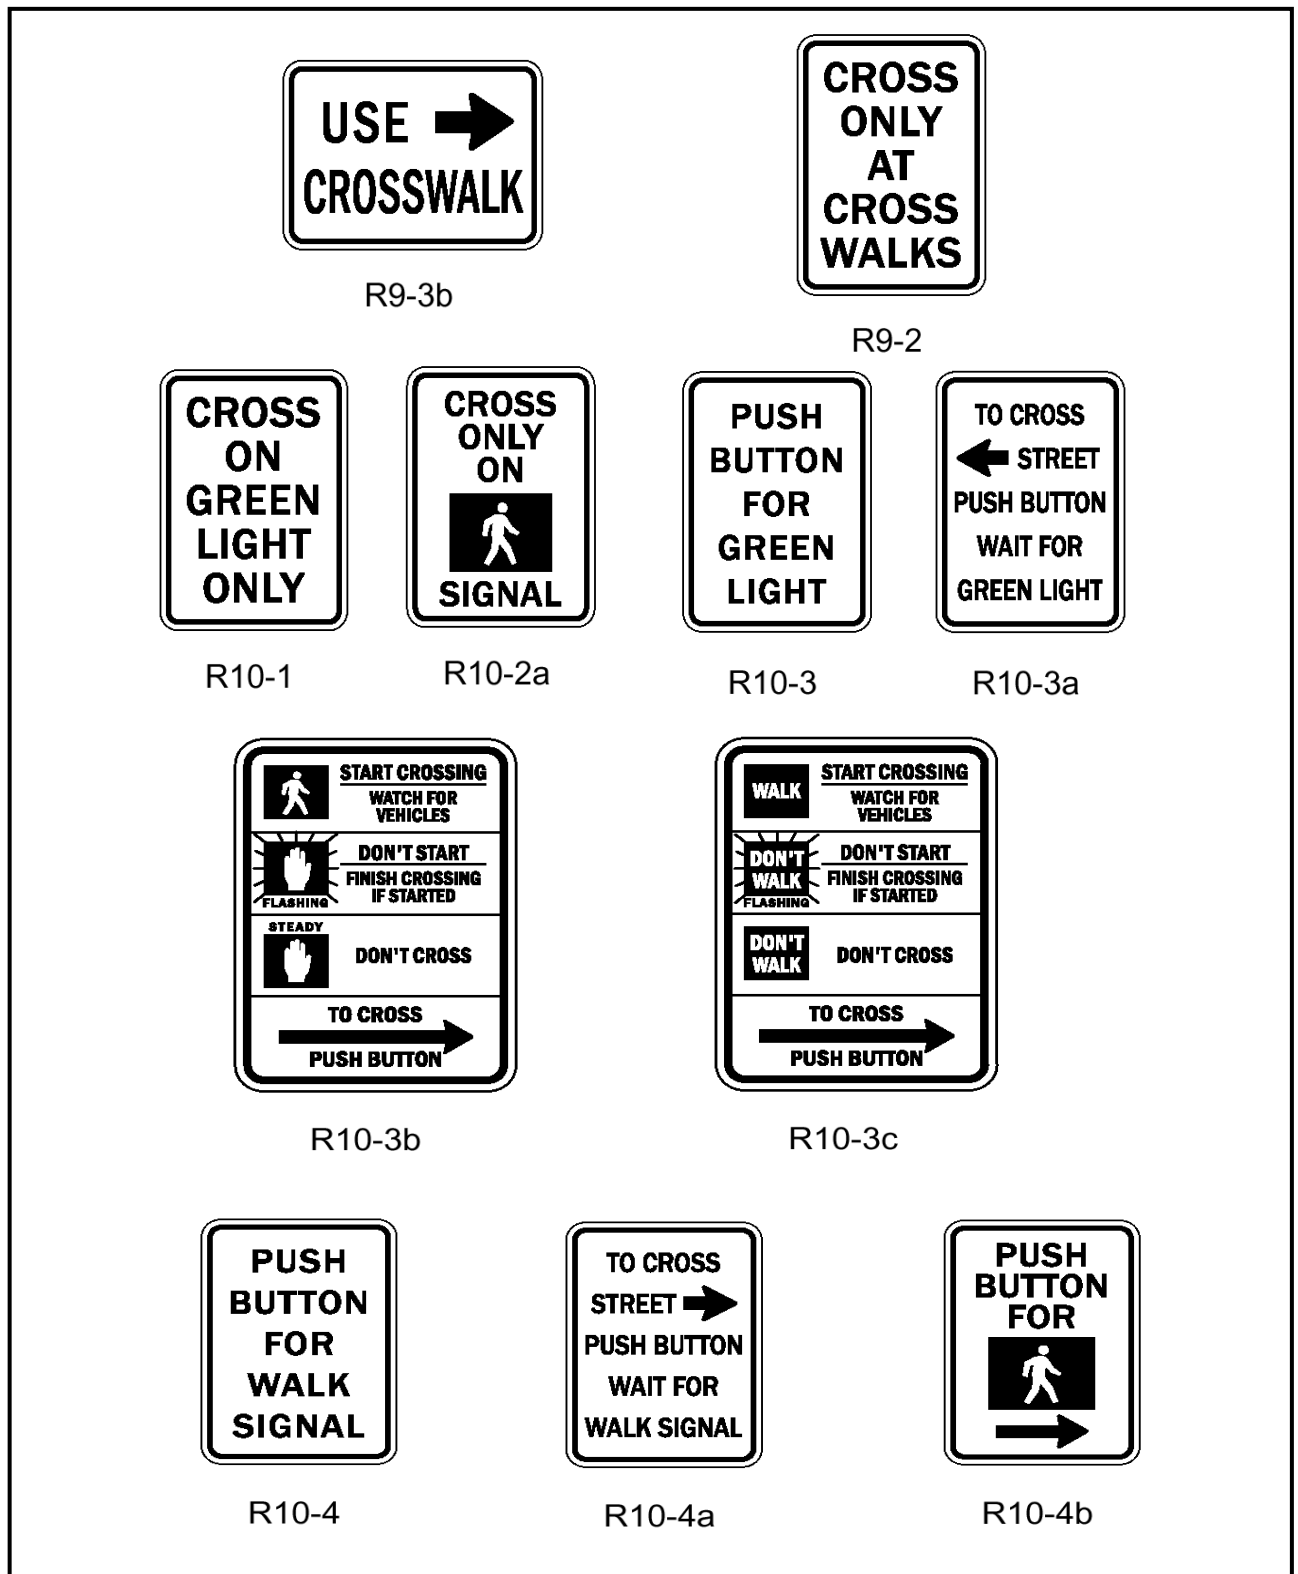 USE
CROSSWALK
R9-3b
CROSS
ONLY
AT
CROSS
WALKS
R9-2
CROSS
ON
GREEN
LIGHT
ONLY
R10-1
CROSS
ONLY
ON
SIGNAL
R10-2a
PUSH
BUTTON
FOR
GREEN
LIGHT
R10-3
TO CROSS
STREET
PUSH BUTTON
WAIT FOR
GREEN LIGHT
R10-3a
START CROSSING
WATCH FOR
VEHICLES
DON'T START
FINISH CROSSING
IF STARTED
FLASHING
STEADY
DON'T CROSS
TO CROSS
PUSH BUTTON
R10-3b
WALK
START CROSSING
WATCH FOR
VEHICLES
DON'T
WALK
FLASHING
DON'T START
FINISH CROSSING
IF STARTED
DON'T
WALK
DON'T CROSS
TO CROSS
PUSH BUTTON
R10-3c
PUSH
BUTTON
FOR
WALK
SIGNAL
R10-4
TO CROSS
STREET
PUSH BUTTON
WAIT FOR
WALK SIGNAL
R10-4a
PUSH
BUTTON
FOR
R10-4b